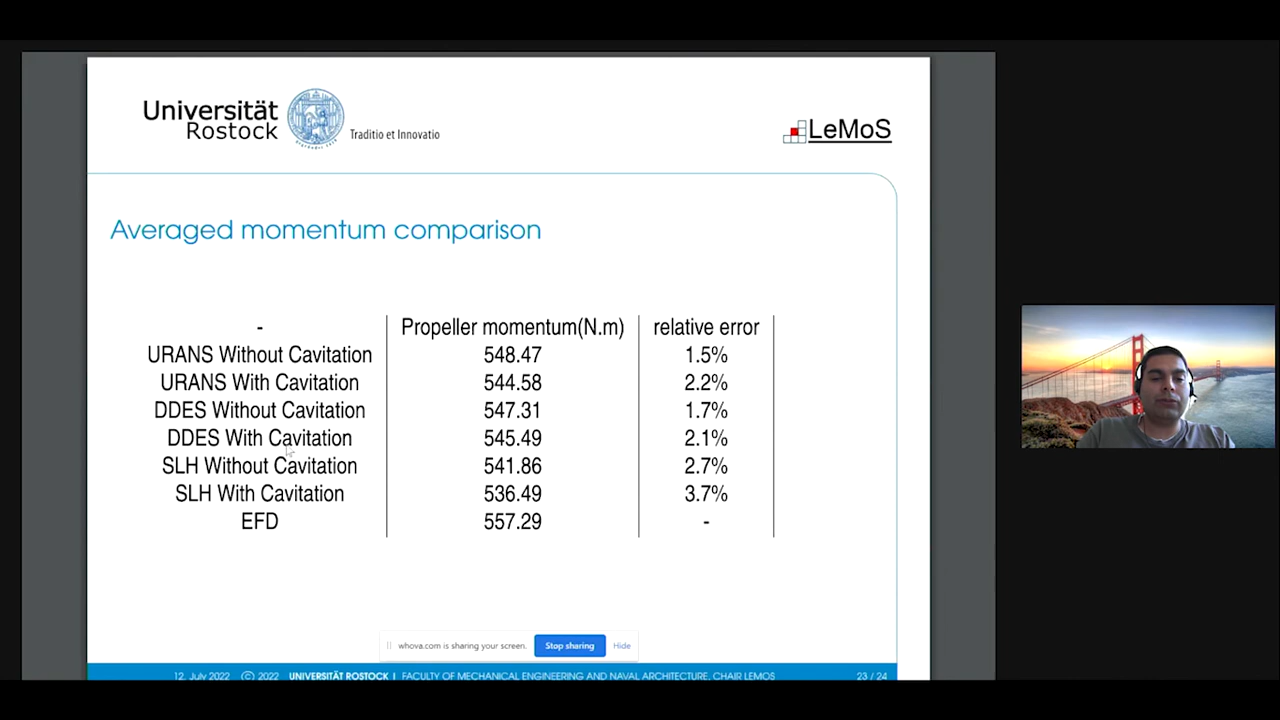 Universität
Rostock
Traditio et Innovatio
LeMoS
Averaged momentum comparison
- Propeller momentum(N.m) relative error
URANS Without Cavitation 548.47 1.5%
URANS With Cavitation 544.58 2.2%
DDES Without Cavitation 547.31 1.7%
DDES With Cavitation 545.49 2.1%
SLH Without Cavitation 541.86 2.7%
SLH With Cavitation 536.49 3.7%
EFD 557.29 -
whova.com is sharing your screen. Stop sharing Hide
12. July 2022 © 2022 UNIVERSITÄT ROSTOCK | FACULTY OF MECHANICAL ENGINEERING AND NAVAL ARCHITECTURE, CHAIR LEMOS 23 / 24